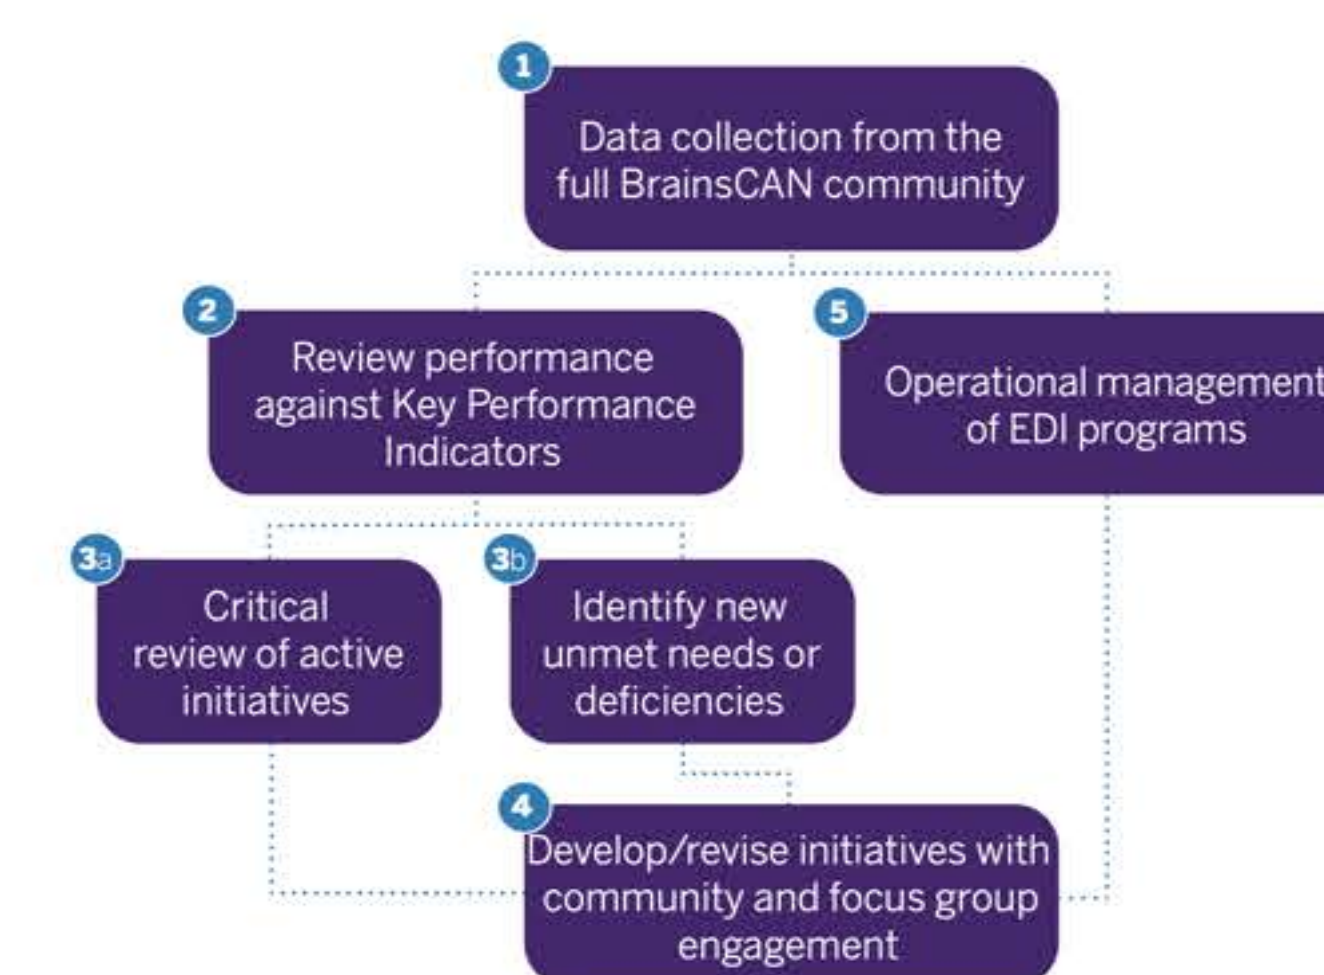 1
Data collection from the
full BrainsCAN community
2
Review performance
against Key Performance
Indicators
5
Operational management
of EDI programs
3a
Critical
review of active
initiatives
3b
Identify new
unmet needs or
deficiencies
4
Develop/revise initiatives with
community and focus group
engagement